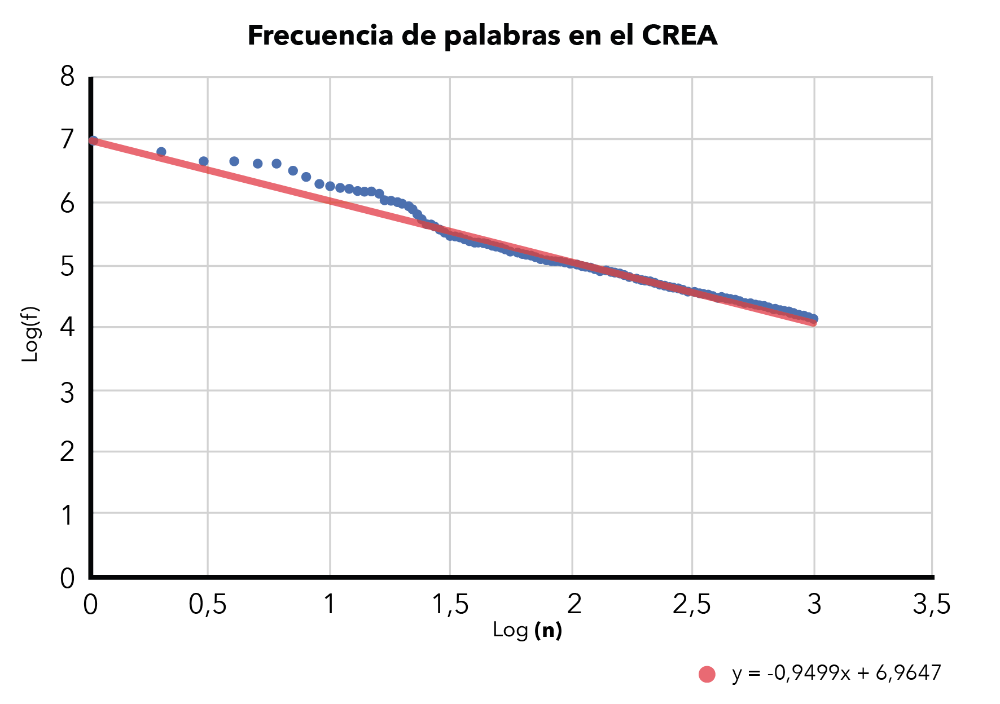 Frecuencia de palabras en el CREA
8
7
6
5
4
3
2
1
0
Log(f)
0 0,5 1 1,5 2 2,5 3 3,5
Log (n)
y = -0,9499x + 6,9647